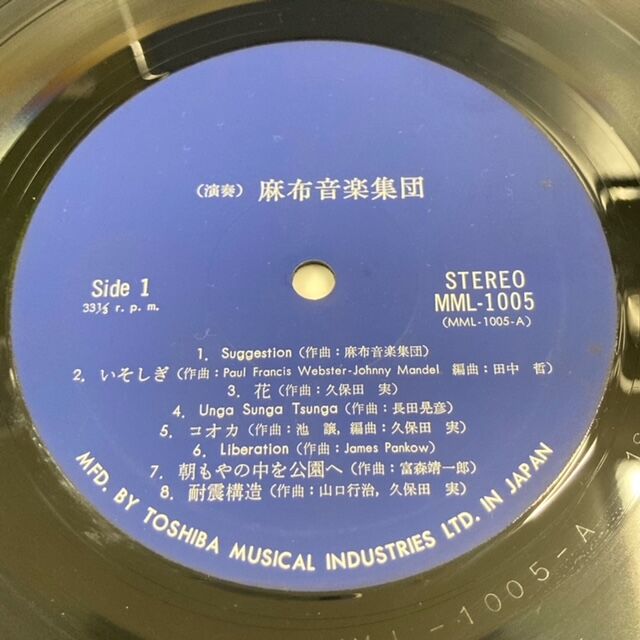 （演奏）麻布音楽集団
Side 1
33⅓ r. p. m.
STEREO
MML-1005
(MML-1005-A)
1. Suggestion（作曲：麻布音楽集団）
2. いそしぎ（作曲：Paul Francis Webster-Johnny Mandel 編曲：田中 哲）
3. 花（作曲：久保田 実）
4. Unga Sunga Tsunga（作曲：長田晃彦）
5. コオカ（作曲：池 譲，編曲：久保田 実）
6. Liberation（作曲：James Pankow）
7. 朝もやの中を公園へ（作曲：富森靖一郎）
8. 耐震構造（作曲：山口行治，久保田 実）
MFD. BY TOSHIBA MUSICAL INDUSTRIES LTD. IN JAPAN
L-1005-A